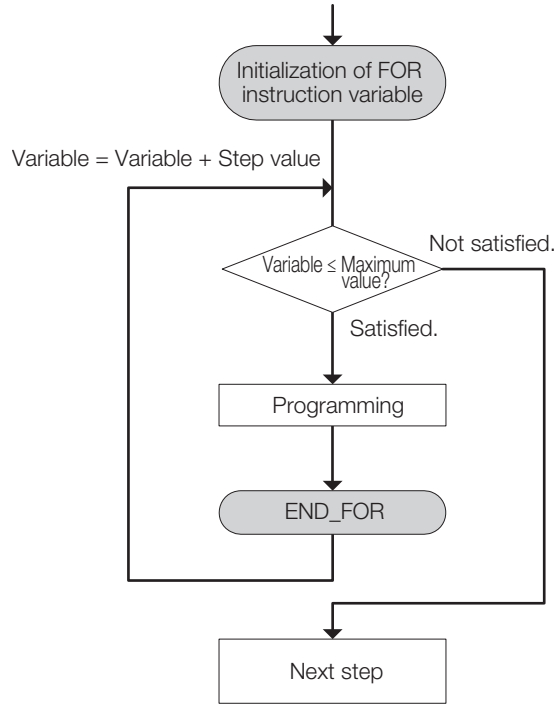 Initialization of FOR
instruction variable
Variable = Variable + Step value
Variable ≤ Maximum
value?
Not satisfied.
Satisfied.
Programming
END_FOR
Next step